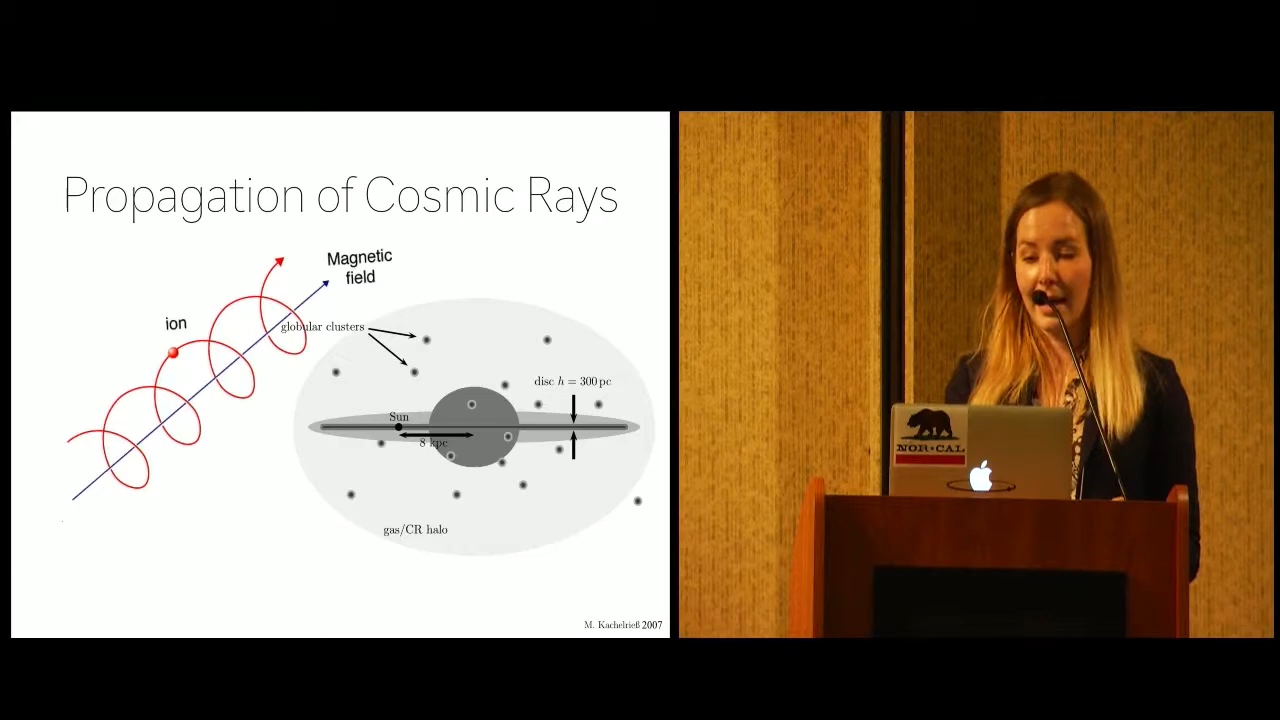 Propagation of Cosmic Rays
Magnetic
field
ion
globular clusters
disc h = 300 pc
Sun
8 kpc
gas/CR halo
M. Kachelrieß 2007
NOR·CAL